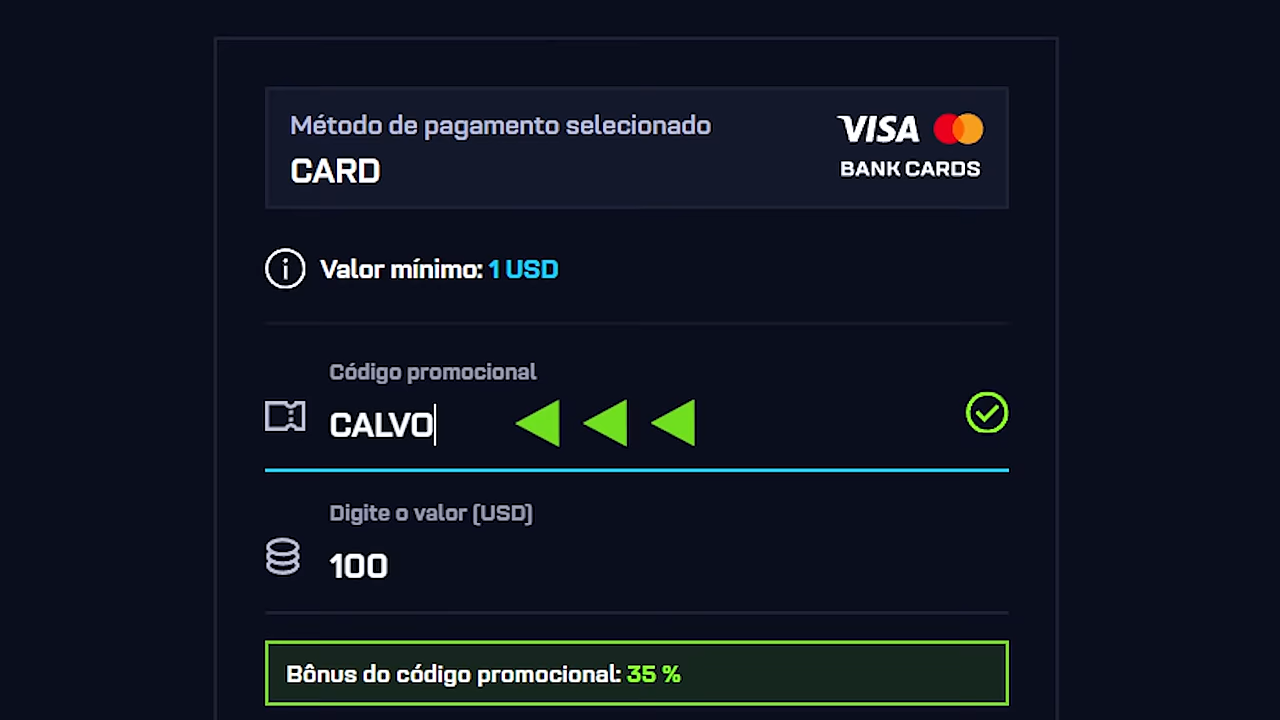 Método de pagamento selecionado
CARD
VISA
BANK CARDS
Valor mínimo: 1 USD
Código promocional
CALVO
Digite o valor (USD)
100
Bônus do código promocional: 35 %